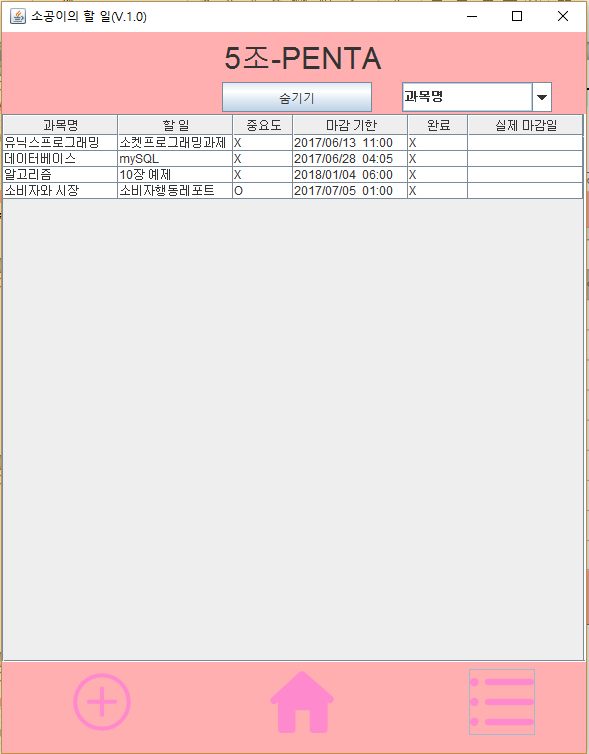 소공이의 할 일(V.1.0)
5조-PENTA
숨기기 과목명
과목명 할 일 중요도 마감 기한 완료 실제 마감일
유닉스프로그래밍 소켓프로그래밍과제 X 2017/06/13 11:00 X
데이터베이스 mySQL X 2017/06/28 04:05 X
알고리즘 10장 예제 X 2018/01/04 06:00 X
소비자와 시장 소비자행동레포트 O 2017/07/05 01:00 X